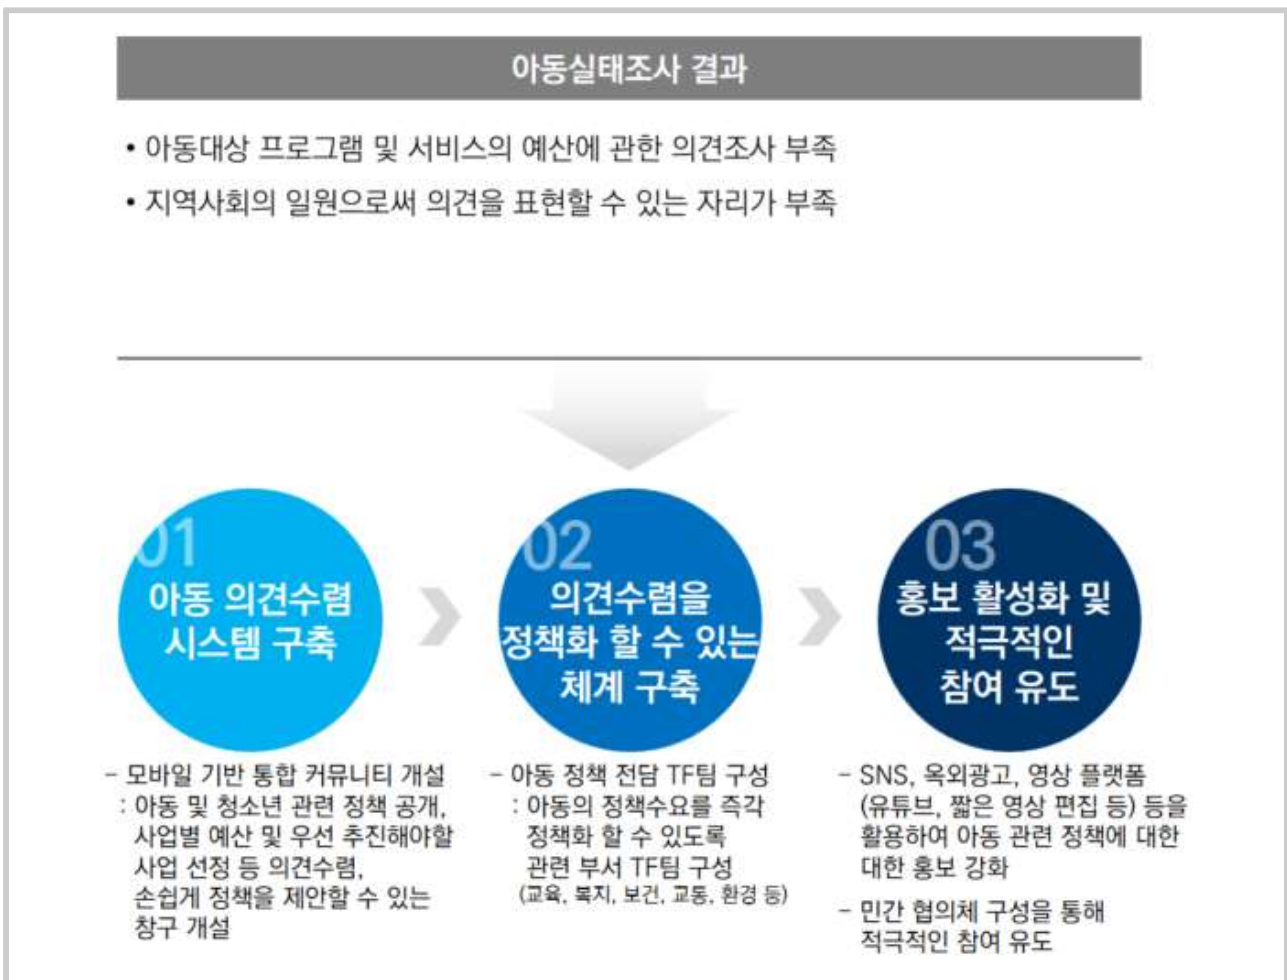 아동실태조사 결과
• 아동대상 프로그램 및 서비스의 예산에 관한 의견조사 부족
• 지역사회의 일원으로써 의견을 표현할 수 있는 자리가 부족
01
아동 의견수렴
시스템 구축
02
의견수렴을
정책화 할 수 있는
체계 구축
03
홍보 활성화 및
적극적인
참여 유도
- 모바일 기반 통합 커뮤니티 개설
: 아동 및 청소년 관련 정책 공개,
사업별 예산 및 우선 추진해야할
사업 선정 등 의견수렴,
손쉽게 정책을 제안할 수 있는
창구 개설
- 아동 정책 전담 TF팀 구성
: 아동의 정책수요를 즉각
정책화 할 수 있도록
관련 부서 TF팀 구성
(교육, 복지, 보건, 교통, 환경 등)
- SNS, 옥외광고, 영상 플랫폼
(유튜브, 짧은 영상 편집 등) 등을
활용하여 아동 관련 정책에 대한
대한 홍보 강화
- 민간 협의체 구성을 통해
적극적인 참여 유도